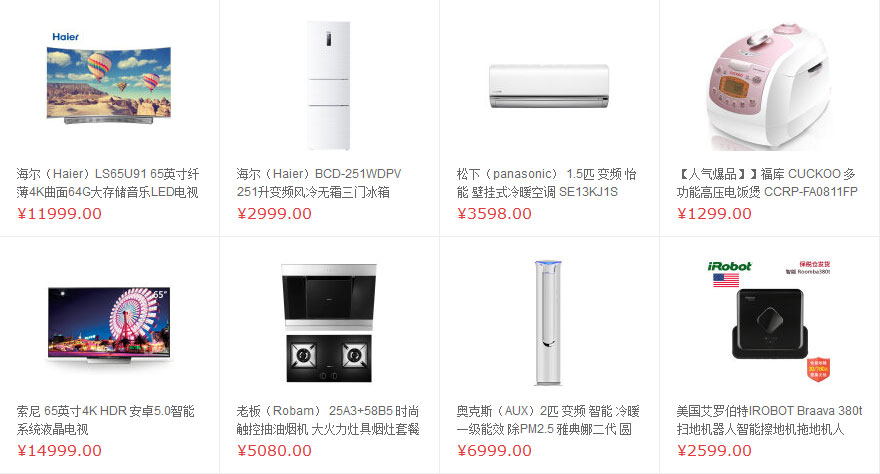 Haier
海尔（Haier）LS65U91 65英寸纤
薄4K曲面64G大存储音乐LED电视
¥11999.00
海尔（Haier）BCD-251WDPV
251升变频风冷无霜三门冰箱
¥2999.00
松下（panasonic） 1.5匹 变频 怡
能 壁挂式冷暖空调 SE13KJ1S
¥3598.00
CUCKOO
【人气爆品】】福库 CUCKOO 多
功能高压电饭煲 CCRP-FA0811FP
¥1299.00
65"
索尼 65英寸4K HDR 安卓5.0智能
系统液晶电视
¥14999.00
老板（Robam） 25A3+58B5 时尚
触控抽油烟机 大火力灶具烟灶套餐
¥5080.00
奥克斯（AUX）2匹 变频 智能 冷暖
一级能效 除PM2.5 雅典娜二代 圆
¥6999.00
iRobot
保税仓发货
智能 Roomba380t
美国艾罗伯特IROBOT Braava 380t
扫地机器人智能擦地机拖地机人
¥2599.00